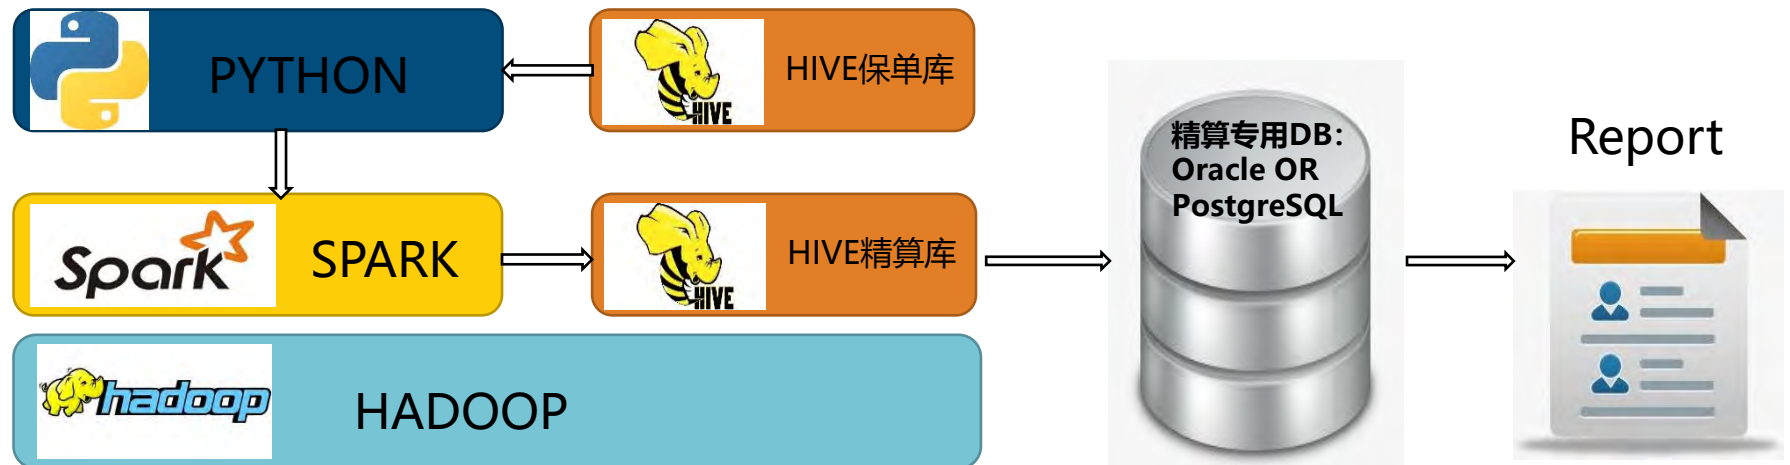 PYTHON
HIVE
HIVE保单库
精算专用DB:
Oracle OR
PostgreSQL
Report
Spark
SPARK
HIVE
HIVE精算库
hadoop
HADOOP